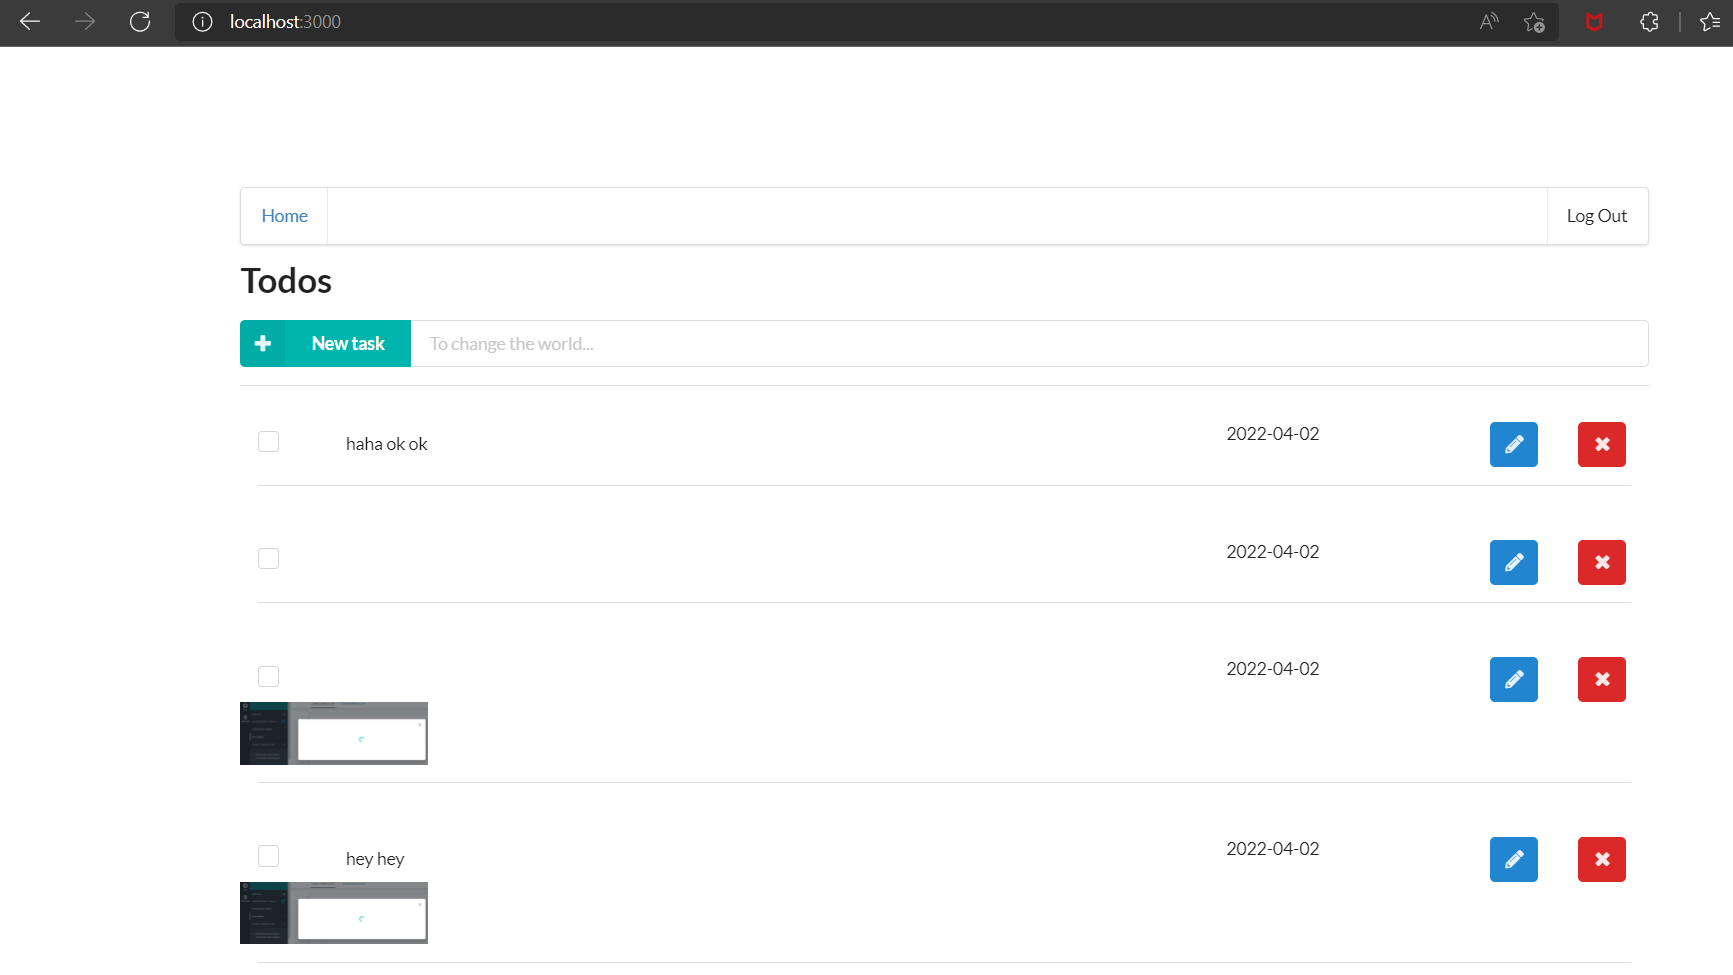 localhost:3000
Home
Log Out
Todos
New task
To change the world...
haha ok ok
2022-04-02
2022-04-02
2022-04-02
hey hey
2022-04-02